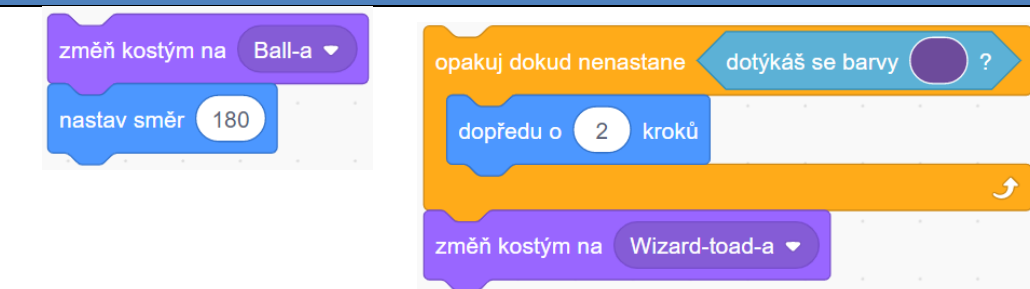 změň kostým na Ball-a
nastav směr 180
opakuj dokud nenastane dotýkáš se barvy ?
dopředu o 2 kroků
změň kostým na Wizard-toad-a